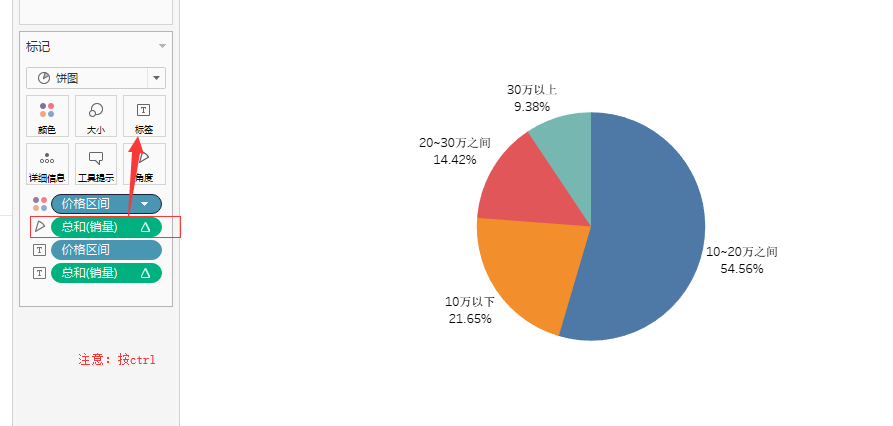 标记
饼图
颜色
大小
标签
详细信息
工具提示
角度
价格区间
总和(销量)
价格区间
总和(销量)
注意：按ctrl
30万以上
9.38%
20~30万之间
14.42%
10~20万之间
54.56%
10万以下
21.65%